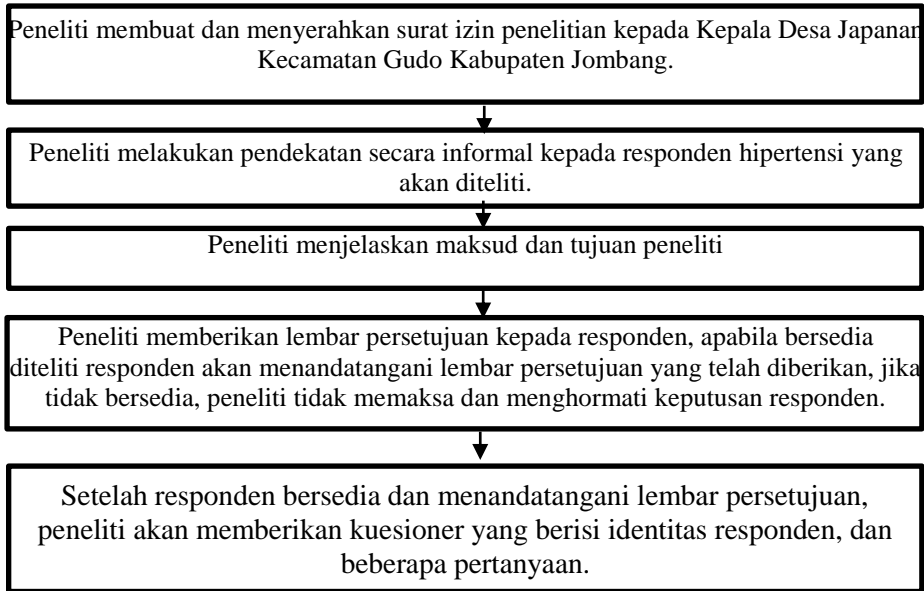 Peneliti membuat dan menyerahkan surat izin penelitian kepada Kepala Desa Japanan
Kecamatan Gudo Kabupaten Jombang.
Peneliti melakukan pendekatan secara informal kepada responden hipertensi yang
akan diteliti.
Peneliti menjelaskan maksud dan tujuan peneliti
Peneliti memberikan lembar persetujuan kepada responden, apabila bersedia
diteliti responden akan menandatangani lembar persetujuan yang telah diberikan, jika
tidak bersedia, peneliti tidak memaksa dan menghormati keputusan responden.
Setelah responden bersedia dan menandatangani lembar persetujuan,
peneliti akan memberikan kuesioner yang berisi identitas responden, dan
beberapa pertanyaan.